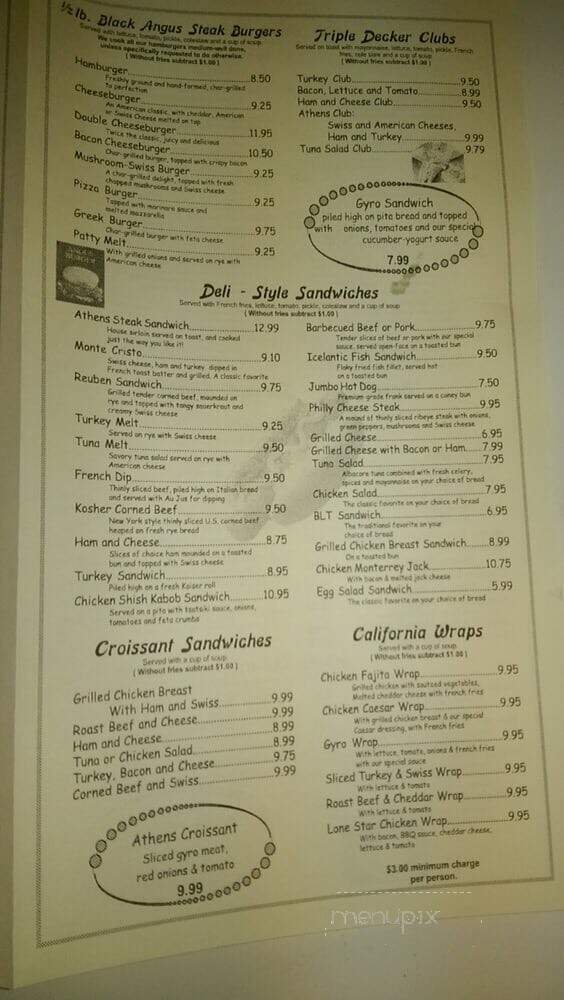 ½ lb. Black Angus Steak Burgers
Served with lettuce, tomato, pickle, coleslaw and a cup of soup.
We cook all our hamburgers medium-well done,
unless specifically requested to do otherwise.
(Without fries subtract $1.00)
Hamburger 8.50
Freshly ground and hand-formed, char-grilled
to perfection
Cheeseburger 9.25
An American classic, with cheddar, American
or Swiss Cheese melted on top
Double Cheeseburger 11.95
Twice the classic, juicy and delicious
Bacon Cheeseburger 10.50
Char-grilled burger, topped with crispy bacon
Mushroom-Swiss Burger 9.25
A char-grilled delight, topped with fresh
chopped mushrooms and Swiss cheese
Pizza Burger 9.25
Topped with marinara sauce and
melted mozzarella
Greek Burger 9.75
Char-grilled burger with feta cheese
Patty Melt 9.25
With grilled onions and served on rye with
American cheese
Triple Decker Clubs
Served on toast with mayonnaise, lettuce, tomato, pickle, French
fries, cole slaw and a cup of soup
(Without fries subtract $1.00)
Turkey Club 9.50
Bacon, Lettuce and Tomato 8.99
Ham and Cheese Club 9.50
Athens Club:
Swiss and American Cheeses,
Ham and Turkey 9.99
Tuna Salad Club 9.79
Gyro Sandwich
piled high on pita bread and topped
with onions, tomatoes and our special
cucumber-yogurt sauce
7.99
Deli - Style Sandwiches
Served with French fries, lettuce, tomato, pickle, coleslaw and a cup of soup
(Without fries subtract $1.00)
Athens Steak Sandwich 12.99
House sirloin served on toast, and cooked
just the way you like it!
Monte Cristo 9.10
Swiss cheese, ham and turkey dipped in
French toast batter and grilled. A classic favorite
Reuben Sandwich 9.75
Grilled tender corned beef, mounded on
rye and topped with tangy sauerkraut and
creamy Swiss cheese
Turkey Melt 9.25
Served on rye with Swiss cheese
Tuna Melt 9.50
Savory tuna salad served on rye with
American cheese
French Dip 9.50
Thinly sliced beef, piled high on Italian bread
and served with Au Jus for dipping
Kosher Corned Beef 9.50
New York style thinly sliced U.S. corned beef
heaped on fresh rye bread
Ham and Cheese 8.75
Slices of choice ham mounded on a toasted
bun and topped with Swiss cheese
Turkey Sandwich 8.95
Piled high on a fresh Kaiser roll
Chicken Shish Kabob Sandwich 10.95
Served on a pita with tzatziki sauce, onions,
tomatoes and feta crumbs
Barbecued Beef or Pork 9.75
Tender slices of beef or pork with our special
sauce, served open-face on a toasted bun
Icelantic Fish Sandwich 9.50
Flaky fried fish fillet, served hot
on a toasted bun
Jumbo Hot Dog 7.50
Premium grade frank served on a coney bun
Philly Cheese Steak 9.95
A mound of thinly sliced ribeye steak with onions,
green peppers, mushrooms and Swiss cheese
Grilled Cheese 6.95
Grilled Cheese with Bacon or Ham 7.99
Tuna Salad 7.95
Albacore tuna combined with fresh celery,
spices and mayonnaise on your choice of bread
Chicken Salad 7.95
The classic favorite on your choice of bread
BLT Sandwich 6.95
The traditional favorite on your
choice of bread
Grilled Chicken Breast Sandwich 8.99
On a toasted bun
Chicken Monterrey Jack 10.75
With bacon & melted jack cheese
Egg Salad Sandwich 5.99
The classic favorite on your choice of bread
Croissant Sandwiches
Served with a cup of soup
(Without fries subtract $1.00)
Grilled Chicken Breast
With Ham and Swiss 9.99
Roast Beef and Cheese 9.99
Ham and Cheese 8.99
Tuna or Chicken Salad 8.99
Turkey, Bacon and Cheese 9.75
Corned Beef and Swiss 9.99
Athens Croissant
Sliced gyro meat,
red onions & tomato
9.99
California Wraps
Served with a cup of soup
(Without fries subtract $1.00)
Chicken Fajita Wrap 9.95
Grilled chicken with sauteed vegetables,
Melted cheddar cheese with french fries
Chicken Caesar Wrap 9.95
With grilled chicken breast & our special
Caesar dressing, with French fries
Gyro Wrap 9.95
With lettuce, tomato, onions & french fries
with our special sauce
Sliced Turkey & Swiss Wrap 9.95
With lettuce & tomato
Roast Beef & Cheddar Wrap 9.95
With lettuce & tomato
Lone Star Chicken Wrap 9.95
With bacon, BBQ sauce, cheddar cheese,
lettuce & tomato
$3.00 minimum charge
per person.
menupix